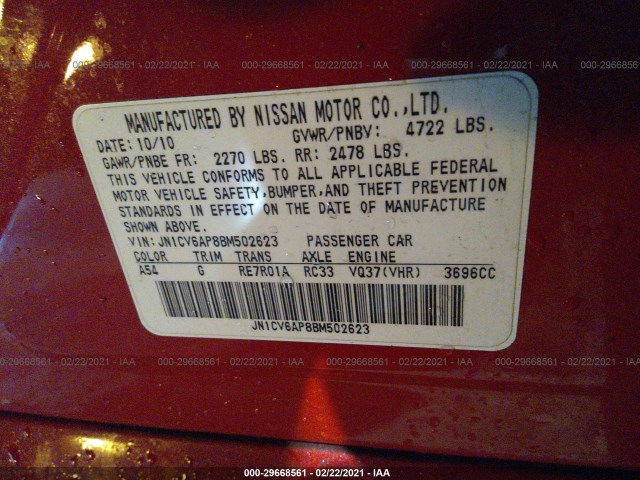 000-29668561 - 02/22/2021 - IAA
MANUFACTURED BY NISSAN MOTOR CO.,LTD.
DATE: 10/10 GVWR/PNBV: 4722 LBS.
GAWR/PNBE FR: 2270 LBS. RR: 2478 LBS.
THIS VEHICLE CONFORMS TO ALL APPLICABLE FEDERAL
MOTOR VEHICLE SAFETY,BUMPER,AND THEFT PREVENTION
STANDARDS IN EFFECT ON THE DATE OF MANUFACTURE
SHOWN ABOVE.
VIN: JN1CV6AP8BM502623 PASSENGER CAR
COLOR TRIM TRANS AXLE ENGINE
A54 G RE7R01A RC33 VQ37(VHR) 3696CC
JN1CV6AP8BM502623
000-29668561 - 02/22/2021 - IAA
000-29668561 - 02/22/2021 - IAA